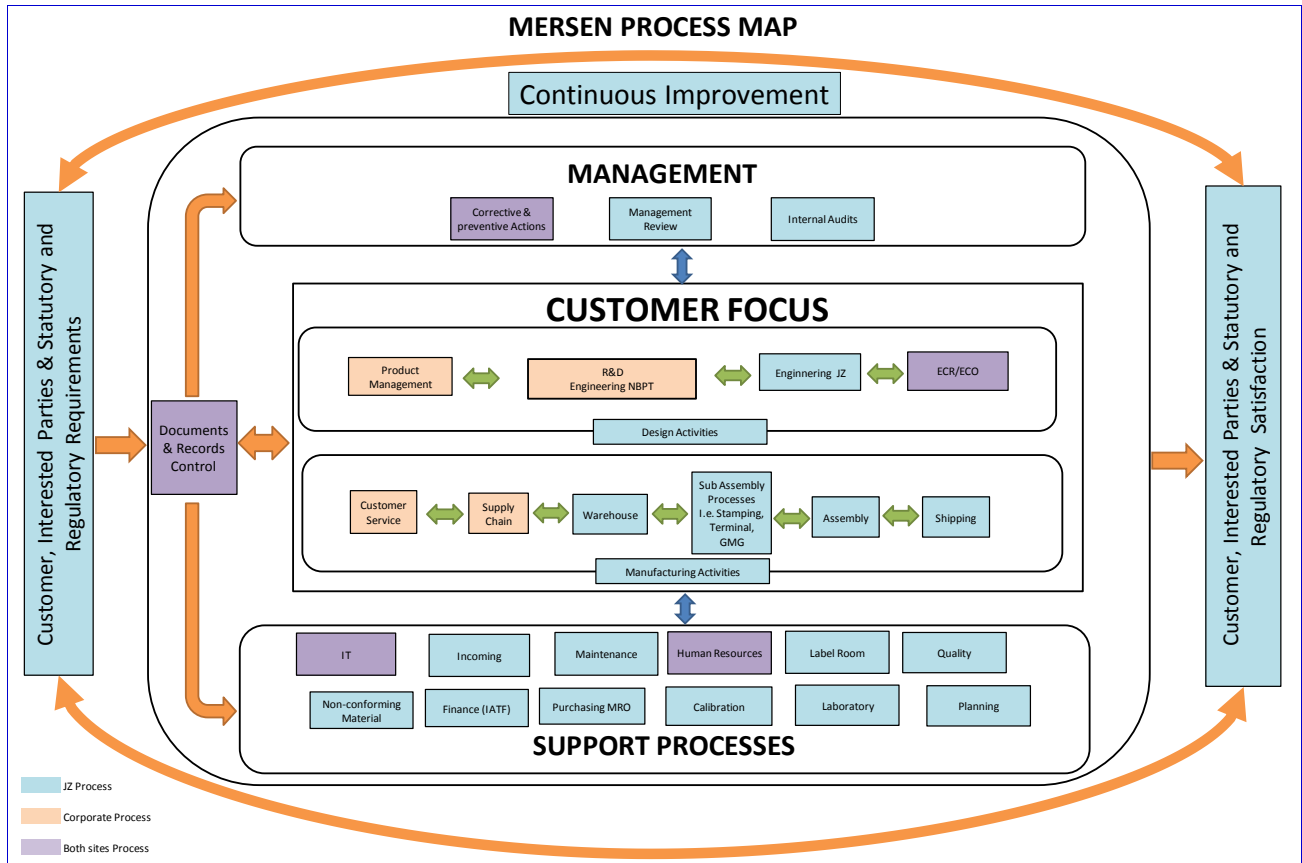 MERSEN PROCESS MAP
Continuous Improvement
Customer, Interested Parties & Statutory and
Regulatory Requirements
MANAGEMENT
Corrective &
preventive Actions
Management
Review
Internal Audits
CUSTOMER FOCUS
Product
Management
R&D
Engineering NBPT
Enginnering JZ
ECR/ECO
Design Activities
Documents
& Records
Control
Customer
Service
Supply
Chain
Warehouse
Sub Assembly
Processes
I.e. Stamping,
Terminal,
GMG
Assembly
Shipping
Manufacturing Activities
IT
Incoming
Maintenance
Human Resources
Label Room
Quality
Non-conforming
Material
Finance (IATF)
Purchasing MRO
Calibration
Laboratory
Planning
SUPPORT PROCESSES
Customer, Interested Parties & Statutory and
Regulatory Satisfaction
JZ Process
Corporate Process
Both sites Process